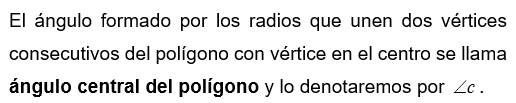 El ángulo formado por los radios que unen dos vértices
consecutivos del polígono con vértice en el centro se llama
ángulo central del polígono y lo denotaremos por ∠c .